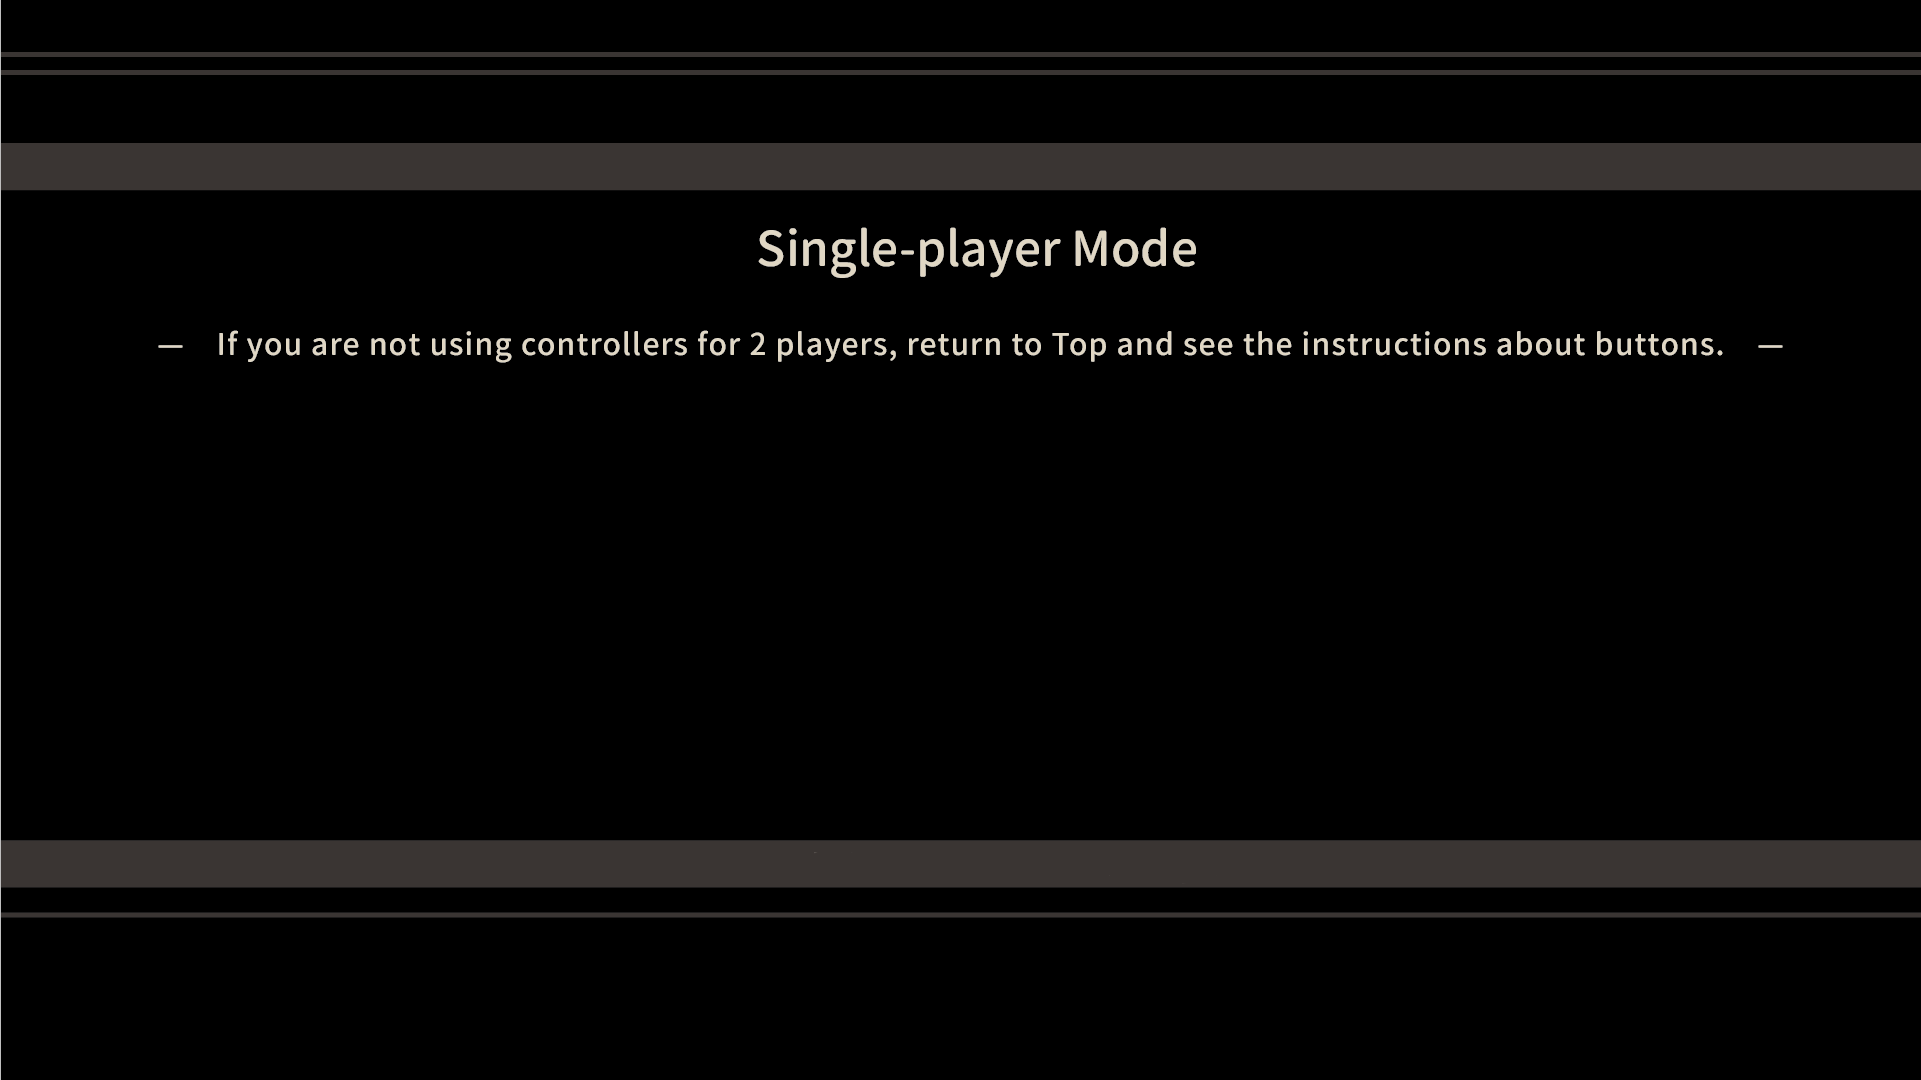 Single-player Mode
— If you are not using controllers for 2 players, return to Top and see the instructions about buttons. —